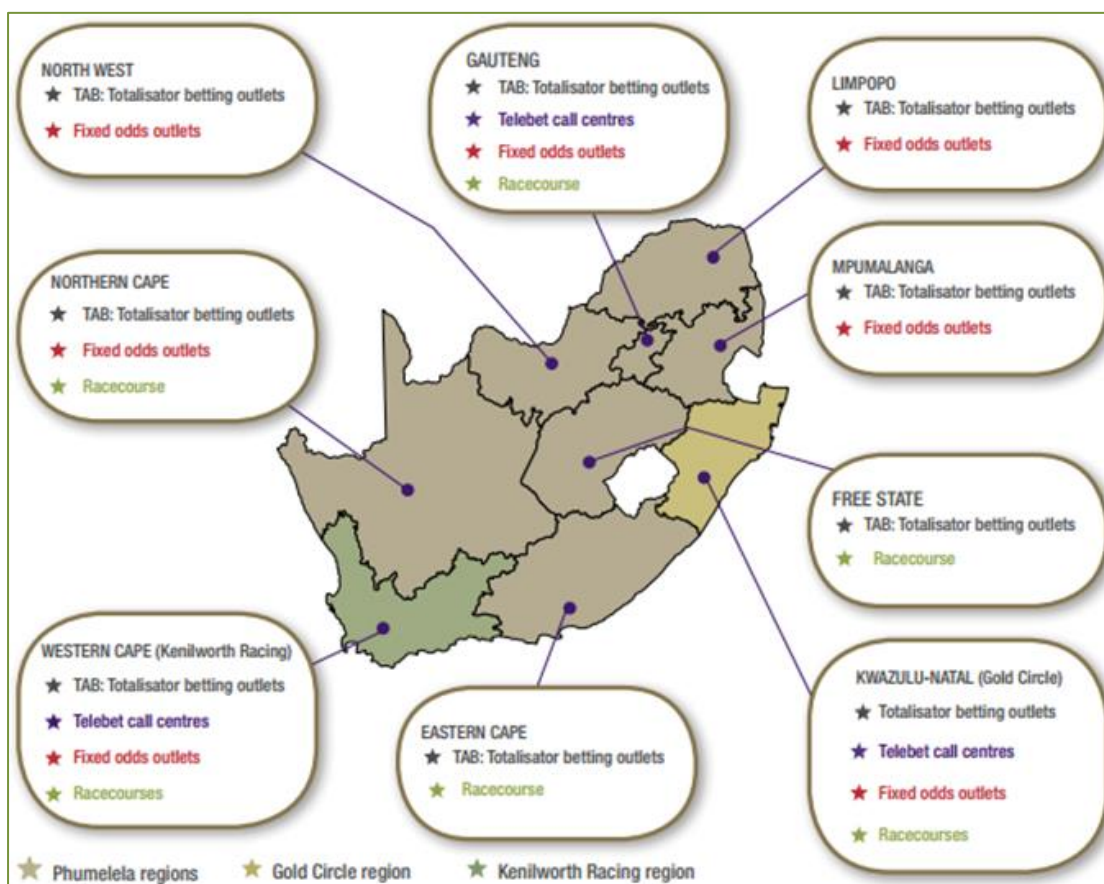 NORTH WEST
TAB: Totalisator betting outlets
Fixed odds outlets
GAUTENG
TAB: Totalisator betting outlets
Telebet call centres
Fixed odds outlets
Racecourse
LIMPOPO
TAB: Totalisator betting outlets
Fixed odds outlets
NORTHERN CAPE
TAB: Totalisator betting outlets
Fixed odds outlets
Racecourse
MPUMALANGA
TAB: Totalisator betting outlets
Fixed odds outlets
FREE STATE
TAB: Totalisator betting outlets
Racecourse
WESTERN CAPE (Kenilworth Racing)
TAB: Totalisator betting outlets
Telebet call centres
Fixed odds outlets
Racecourses
EASTERN CAPE
TAB: Totalisator betting outlets
Racecourse
KWAZULU-NATAL (Gold Circle)
Totalisator betting outlets
Telebet call centres
Fixed odds outlets
Racecourses
Phumelela regions
Gold Circle region
Kenilworth Racing region